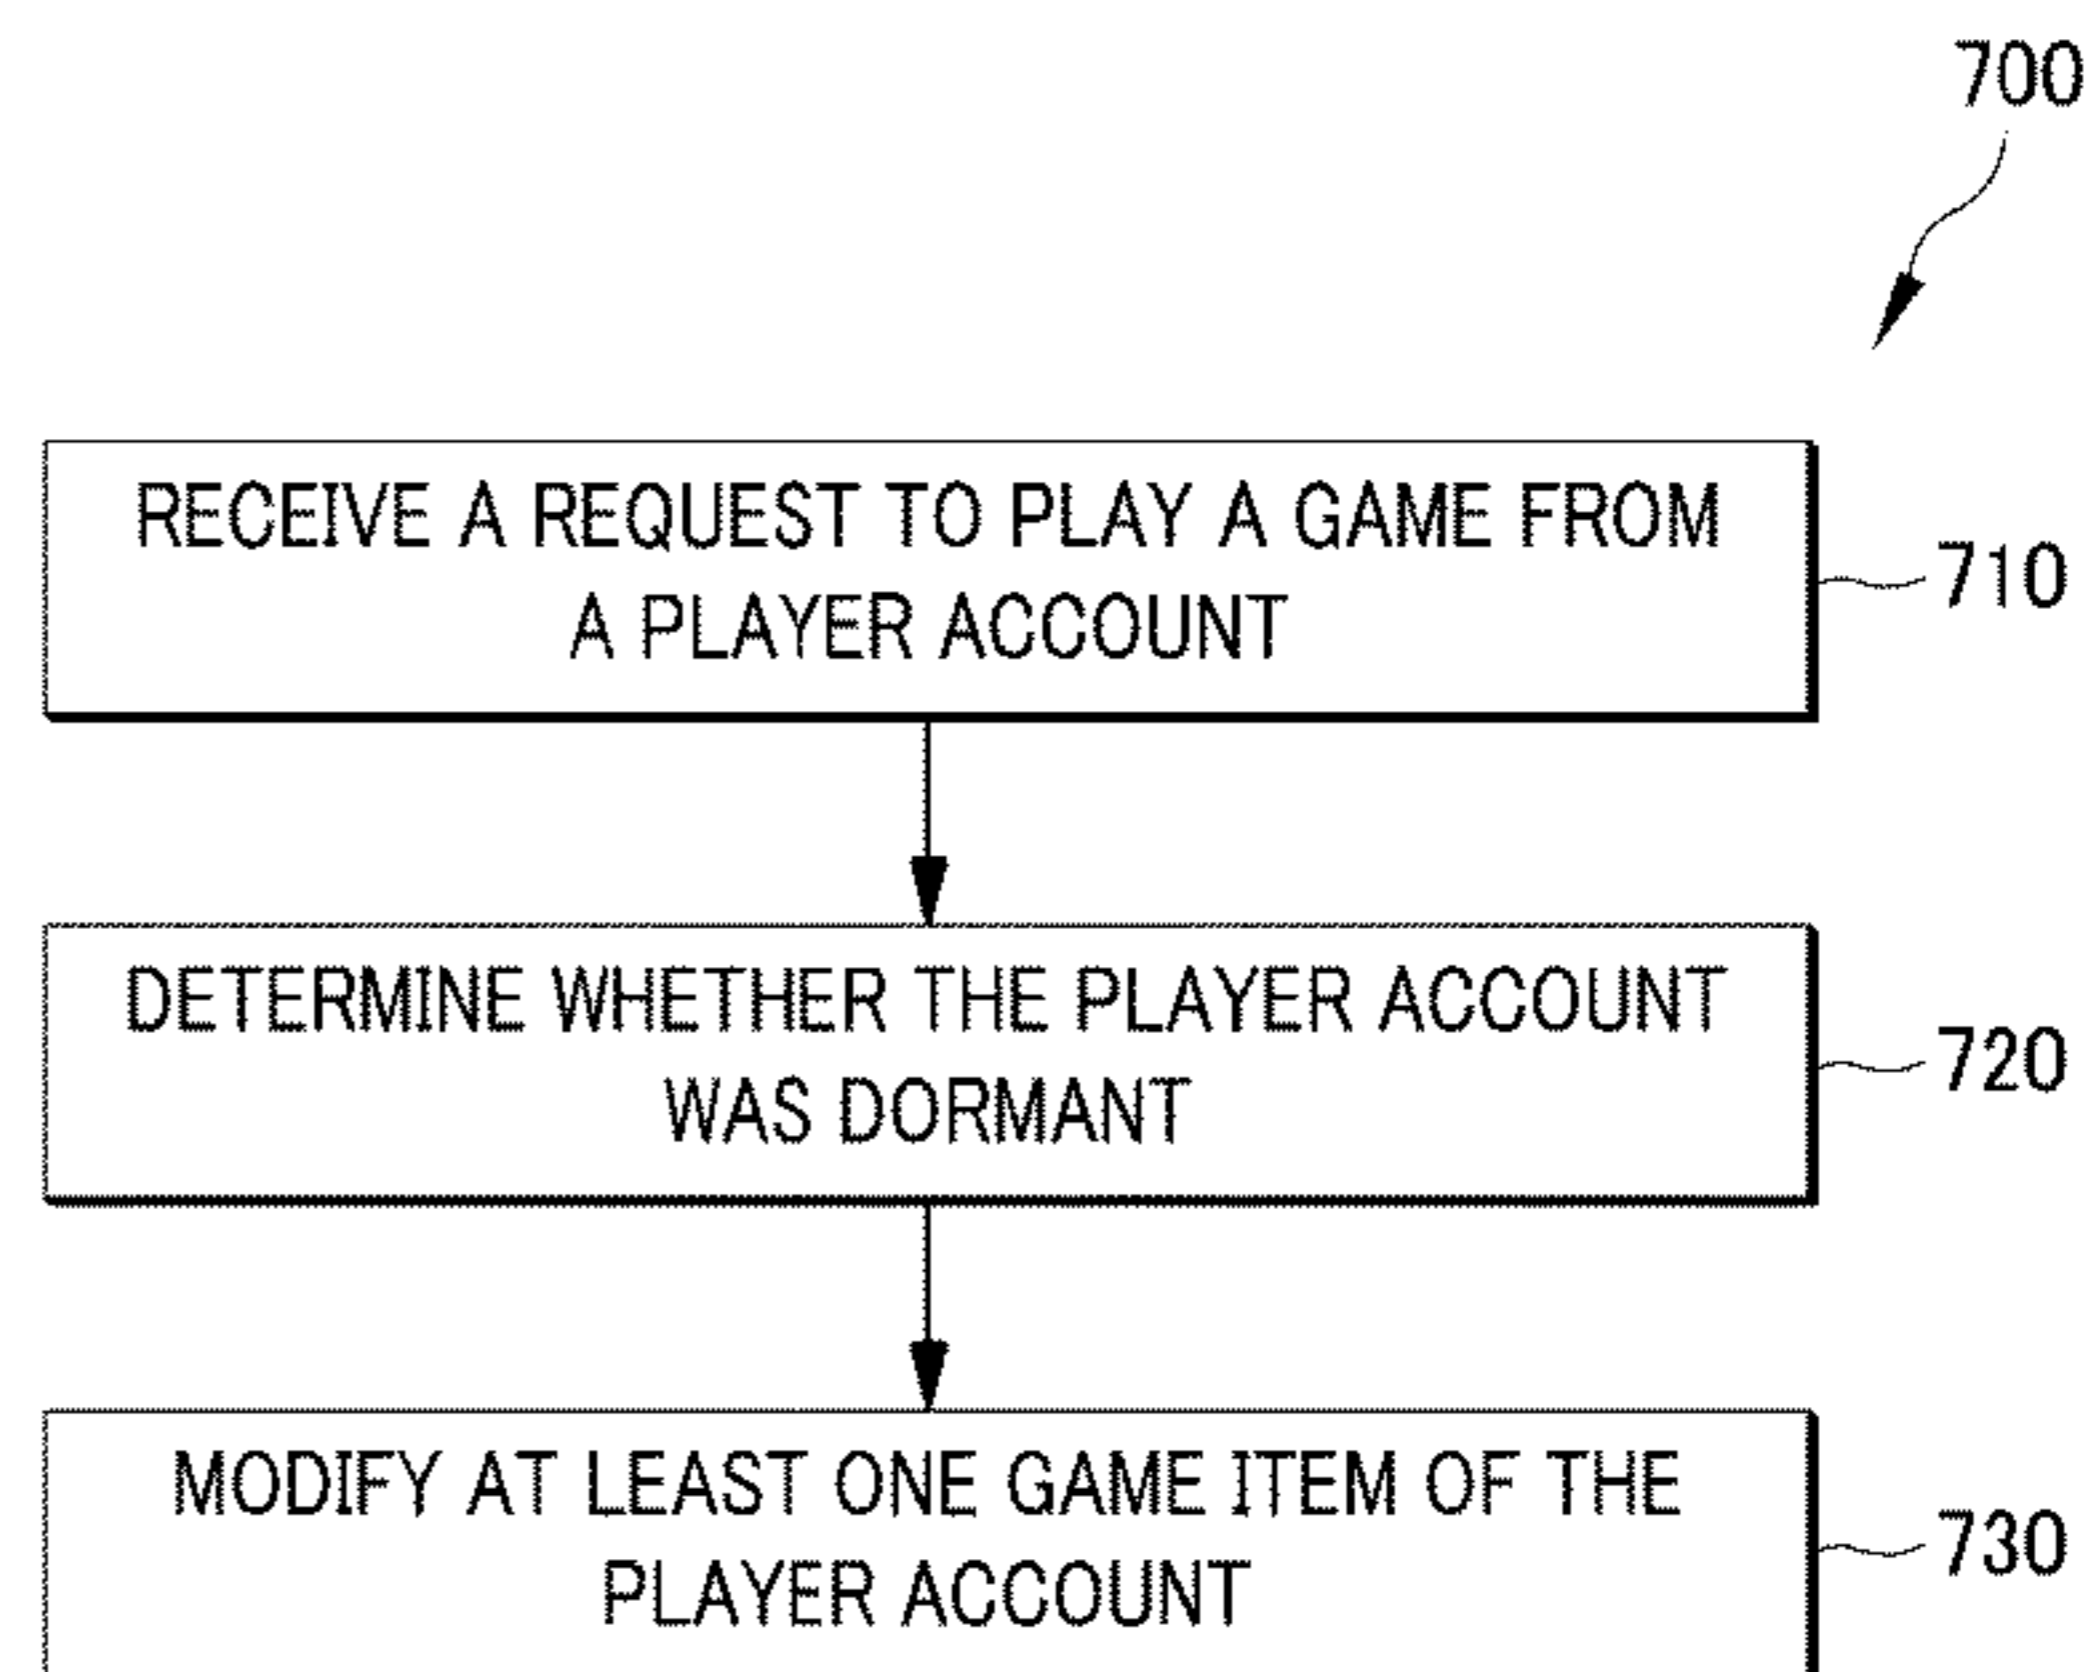 700
RECEIVE A REQUEST TO PLAY A GAME FROM
A PLAYER ACCOUNT
710
DETERMINE WHETHER THE PLAYER ACCOUNT
WAS DORMANT
720
MODIFY AT LEAST ONE GAME ITEM OF THE
PLAYER ACCOUNT
730